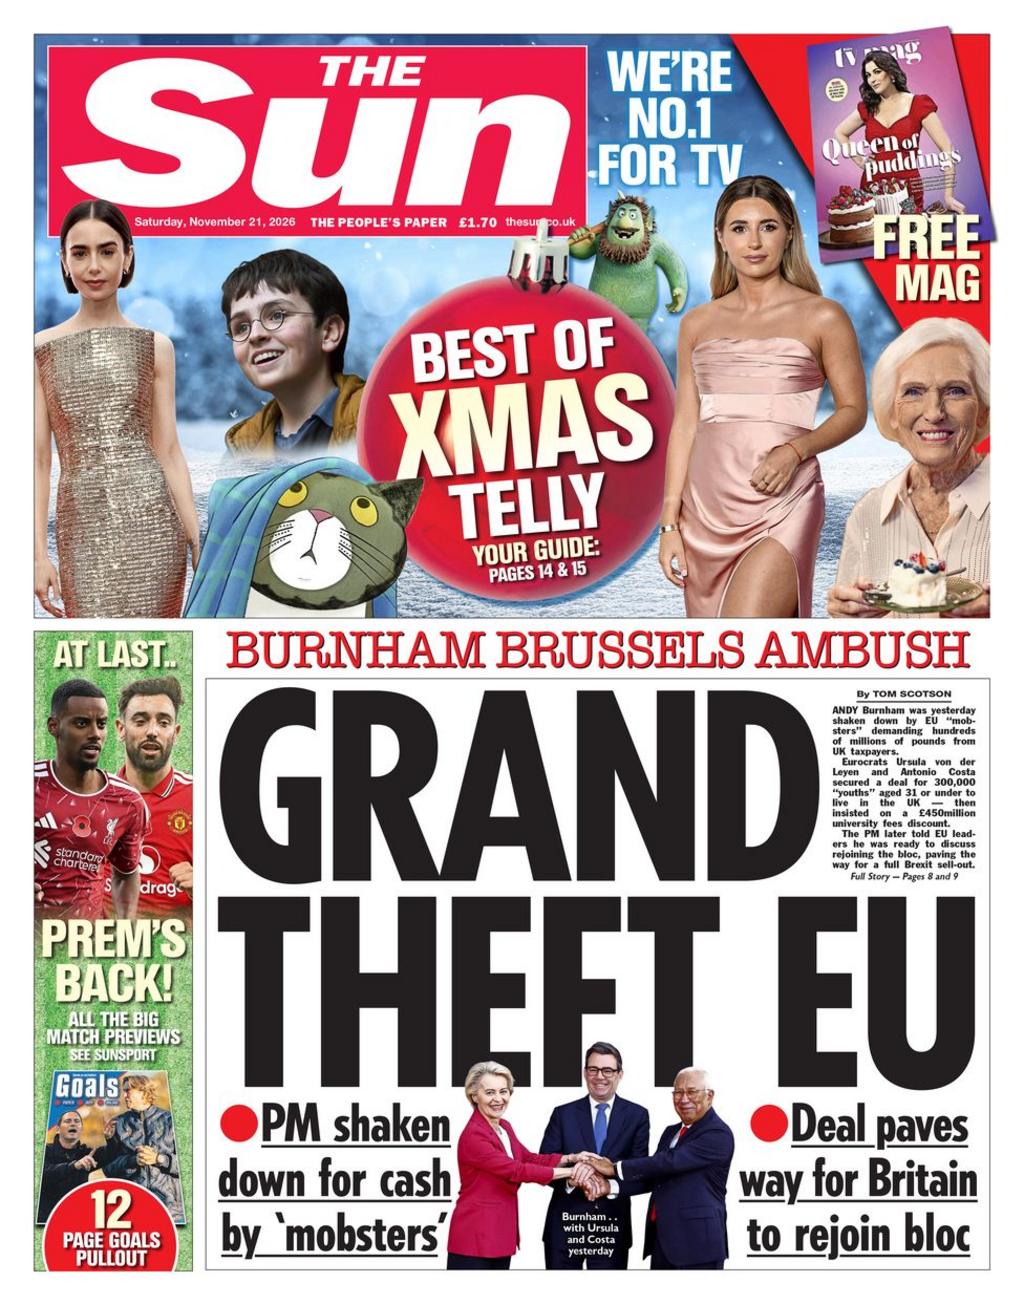 THE
Sun
Saturday, November 21, 2026 THE PEOPLE'S PAPER £1.70 thesun.co.uk
WE'RE
NO.1
FOR TV
tv mag
Queen of
puddings
FREE
MAG
BEST OF
XMAS
TELLY
YOUR GUIDE:
PAGES 14 & 15
AT LAST..
standard
chartered
PREM'S
BACK!
ALL THE BIG
MATCH PREVIEWS
SEE SUNSPORT
Goals
12
PAGE GOALS
PULLOUT
BURNHAM BRUSSELS AMBUSH
GRAND
THEFT EU
By TOM SCOTSON
ANDY Burnham was yesterday
shaken down by EU “mob-
sters” demanding hundreds
of millions of pounds from
UK taxpayers.
Eurocrats Ursula von der
Leyen and Antonio Costa
secured a deal for 300,000
“youths” aged 31 or under to
live in the UK — then
insisted on a £450million
university fees discount.
The PM later told EU lead-
ers he was ready to discuss
rejoining the bloc, paving the
way for a full Brexit sell-out.
Full Story — Pages 8 and 9
●PM shaken
down for cash
by ‘mobsters’
Burnham . .
with Ursula
and Costa
yesterday
●Deal paves
way for Britain
to rejoin bloc